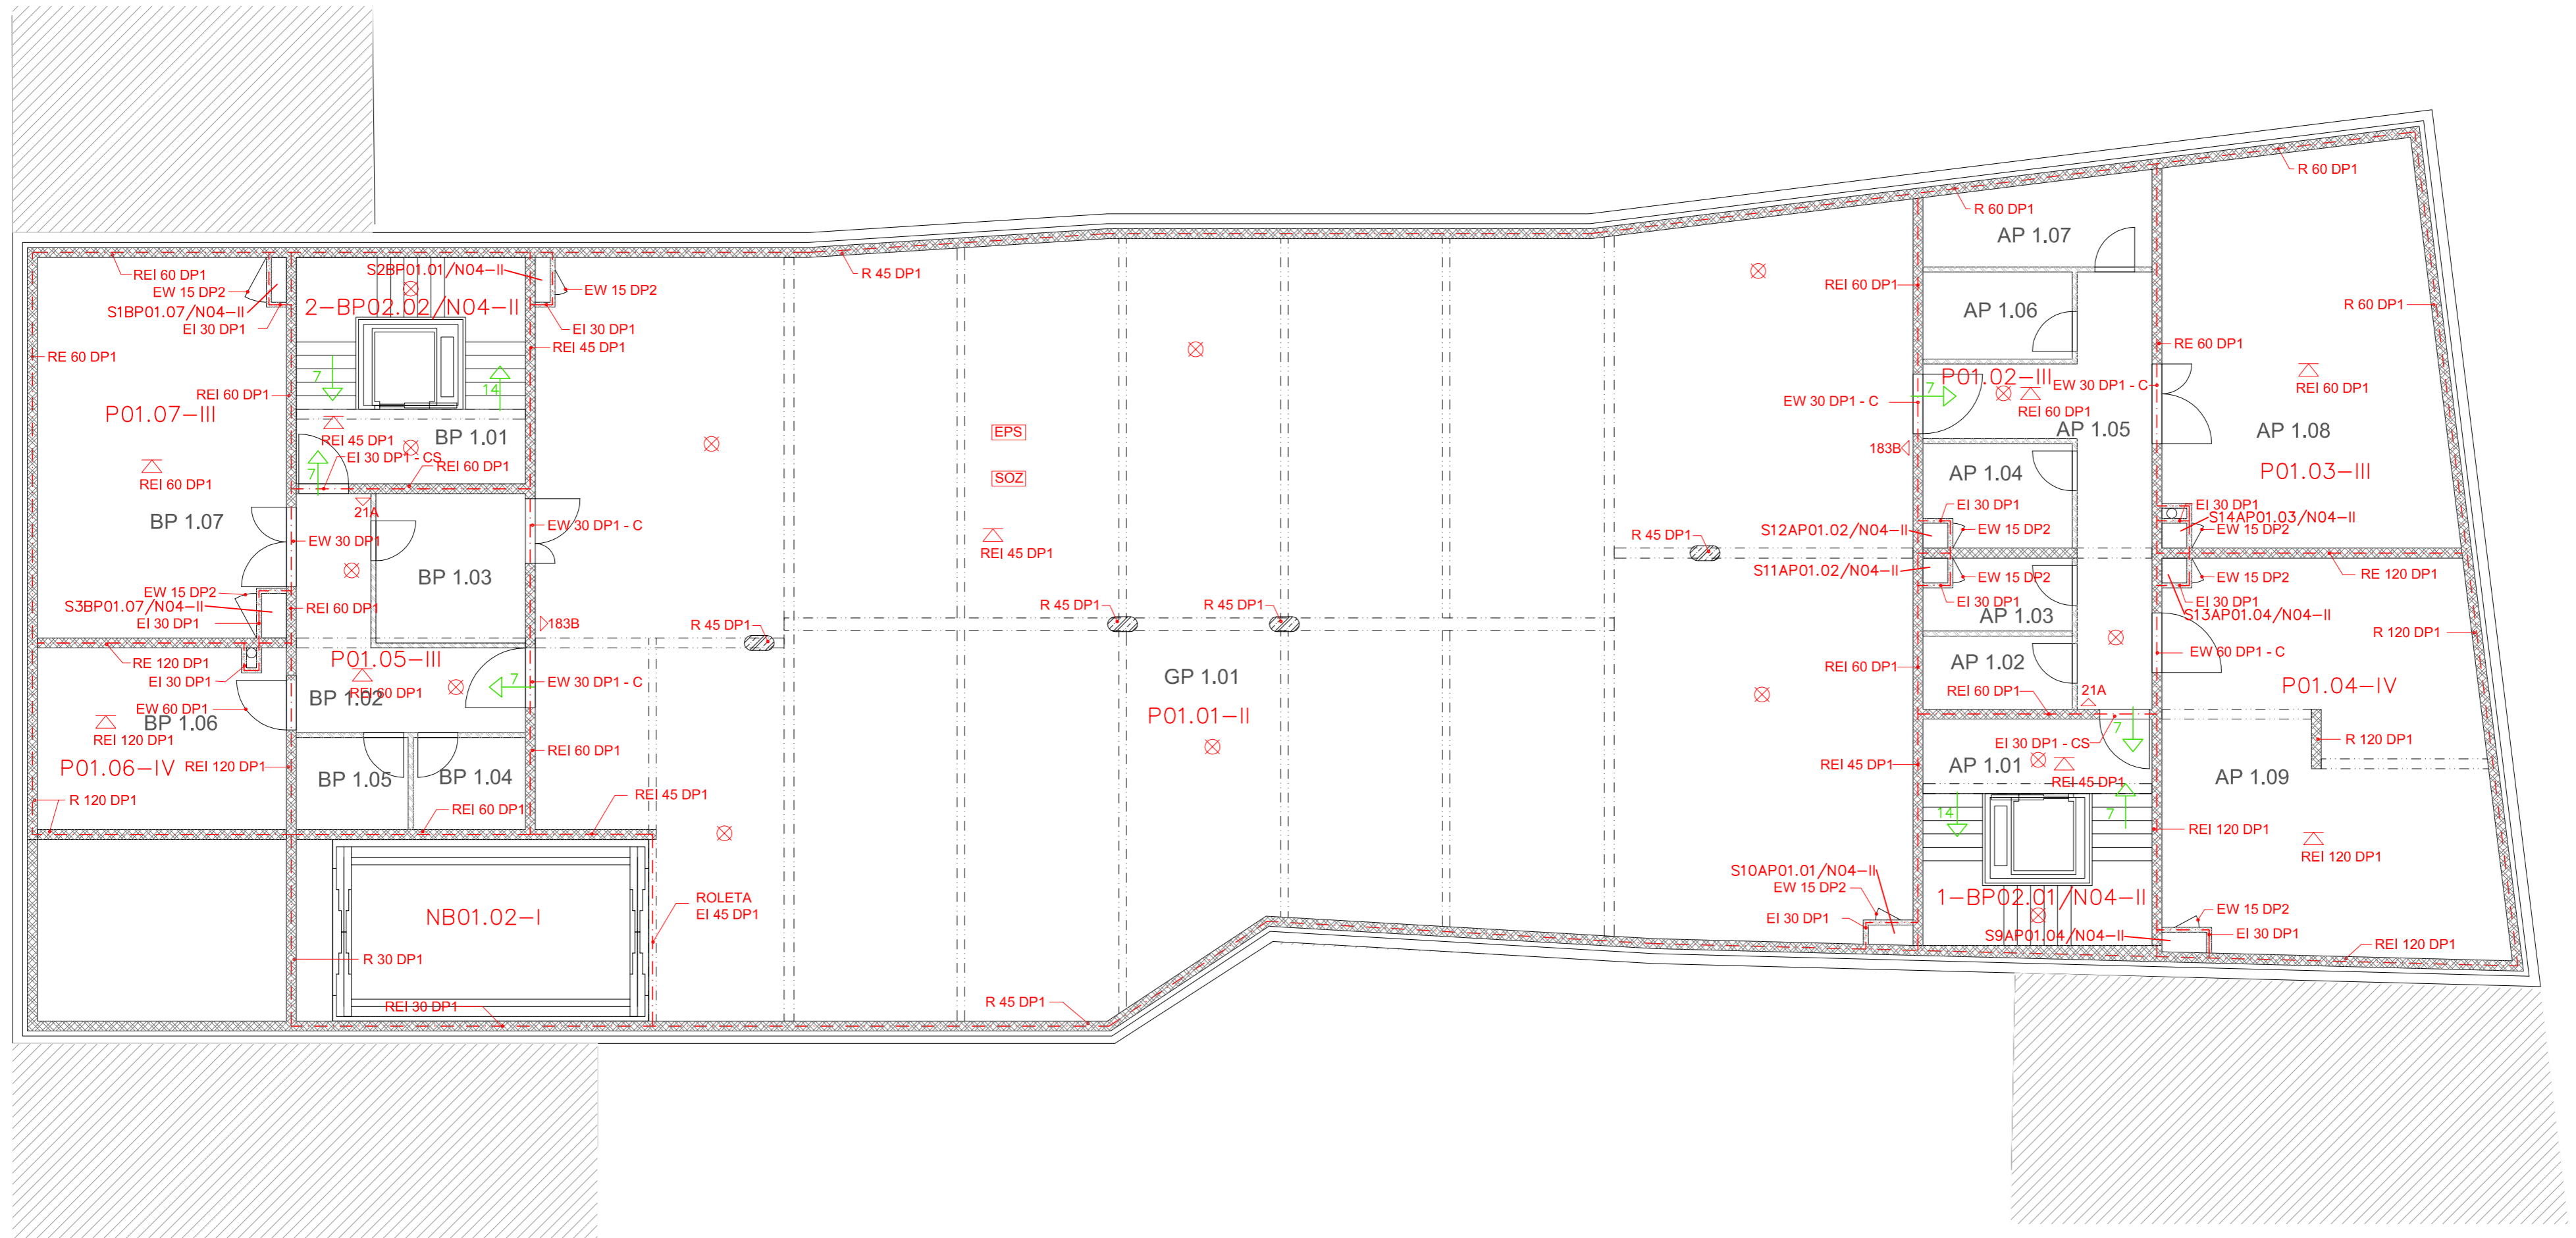 R 60 DP1
R 60 DP1
AP 1.07
REI 60 DP1
S2BP01.01/N04-II
EW 15 DP2
S1BP01.07/N04-II
EI 30 DP1
2-BP02.02/N04-II
EW 15 DP2
EI 30 DP1
REI 45 DP1
R 45 DP1
REI 60 DP1
AP 1.06
R 60 DP1
RE 60 DP1
RE 60 DP1
7
14
REI 60 DP1
P01.07-III
REI 45 DP1
BP 1.01
EI 30 DP1 - CS
REI 60 DP1
7
REI 60 DP1
BP 1.07
21A
EPS
SOZ
REI 45 DP1
EW 30 DP1 - C
7
P01.02-III
EW 30 DP1 - C
REI 60 DP1
AP 1.05
REI 60 DP1
AP 1.08
P01.03-III
183B
AP 1.04
EI 30 DP1
EW 15 DP2
S12AP01.02/N04-II
EI 30 DP1
S14AP01.03/N04-II
EW 15 DP2
EW 30 DP1
EW 30 DP1 - C
BP 1.03
R 45 DP1
S11AP01.02/N04-II
EW 15 DP2
EI 30 DP1
AP 1.03
EW 15 DP2
EI 30 DP1
S13AP01.04/N04-II
RE 120 DP1
R 120 DP1
EW 15 DP2
S3BP01.07/N04-II
EI 30 DP1
REI 60 DP1
183B
R 45 DP1
R 45 DP1
R 45 DP1
RE 120 DP1
EI 30 DP1
P01.05-III
REI 60 DP1
BP 1.02
7
EW 30 DP1 - C
GP 1.01
P01.01-II
REI 60 DP1
AP 1.02
REI 60 DP1
21A
EW 60 DP1 - C
P01.04-IV
EW 60 DP1
BP 1.06
REI 120 DP1
P01.06-IV
REI 120 DP1
R 120 DP1
BP 1.05
BP 1.04
REI 60 DP1
REI 60 DP1
REI 45 DP1
EI 30 DP1 - CS
7
REI 45 DP1
AP 1.01
REI 45 DP1
R 120 DP1
AP 1.09
14
7
REI 120 DP1
REI 120 DP1
NB01.02-I
ROLETA
EI 45 DP1
R 30 DP1
REI 30 DP1
R 45 DP1
S10AP01.01/N04-II
EW 15 DP2
EI 30 DP1
1-BP02.01/N04-II
S9AP01.04/N04-II
EW 15 DP2
EI 30 DP1
REI 120 DP1